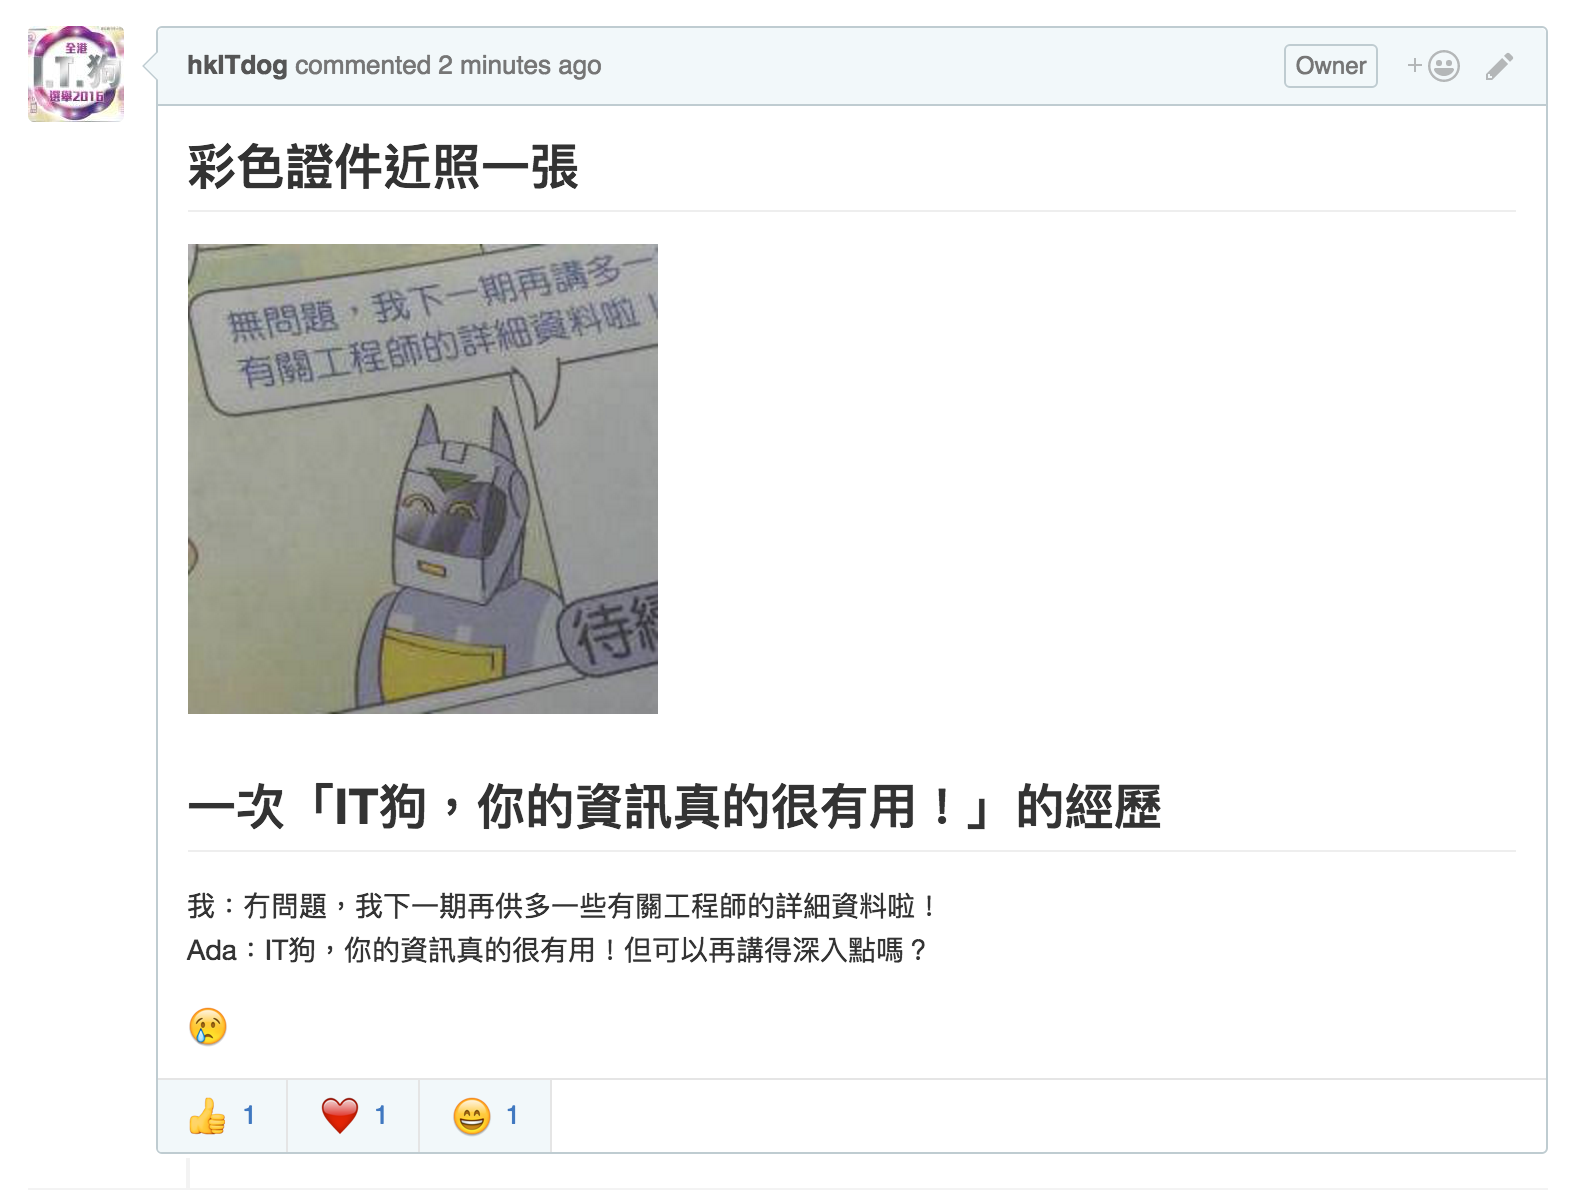 全港
I.T.狗
選舉2016
hkITdog commented 2 minutes ago
Owner
彩色證件近照一張
無問題，我下一期再講多一
有關工程師的詳細資料啦！
待續
一次「IT狗，你的資訊真的很有用！」的經歷
我：冇問題，我下一期再供多一些有關工程師的詳細資料啦！
Ada：IT狗，你的資訊真的很有用！但可以再講得深入點嗎？
1
1
1